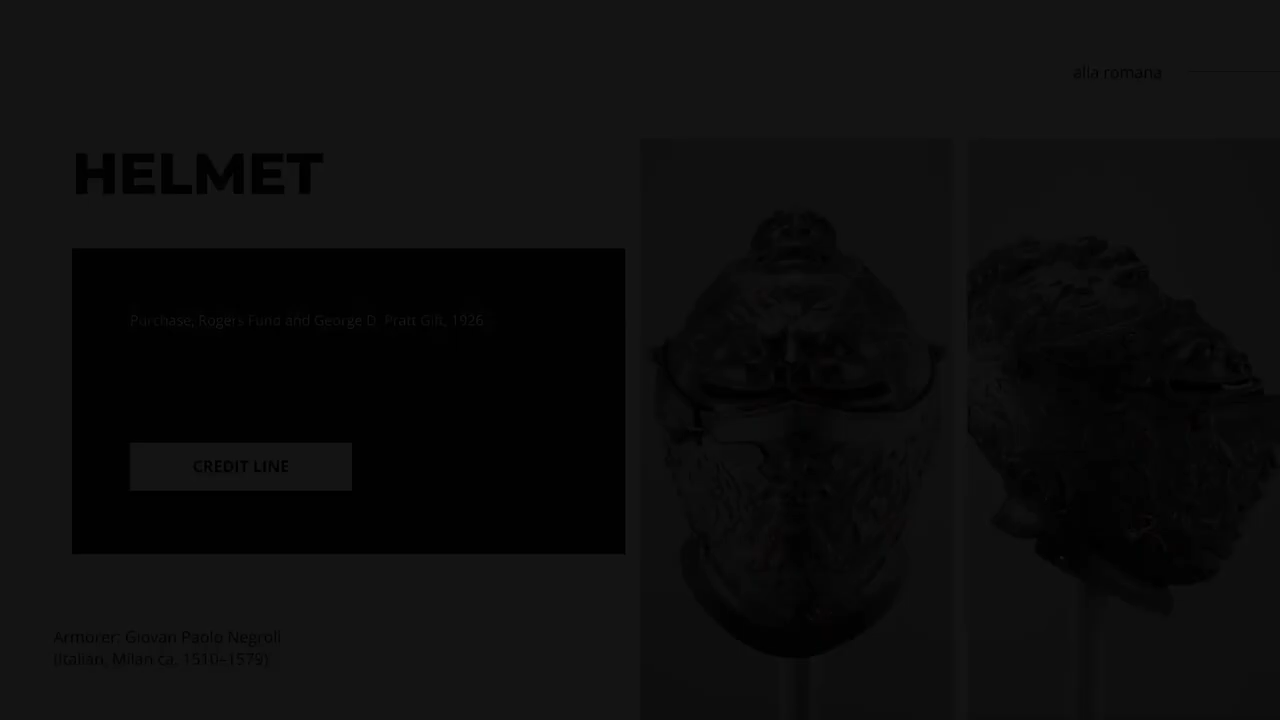 alla romana
HELMET
Purchase, Rogers Fund and George D. Pratt Gift, 1926
CREDIT LINE
Armorer: Giovan Paolo Negroli
(Italian, Milan ca. 1510–1579)